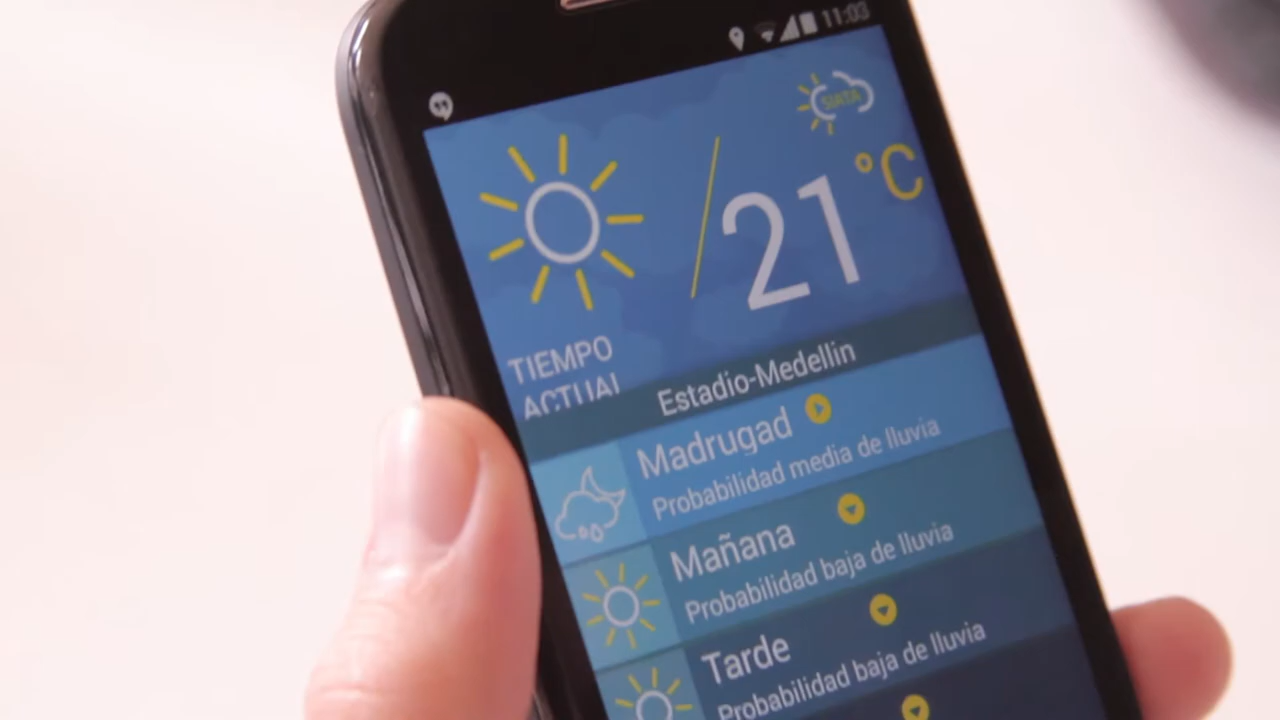 11:03
SIATA
21 °C
TIEMPO
ACTUAL
Estadio-Medellin
Madrugad
Probabilidad media de lluvia
Mañana
Probabilidad baja de lluvia
Tarde
Probabilidad baja de lluvia